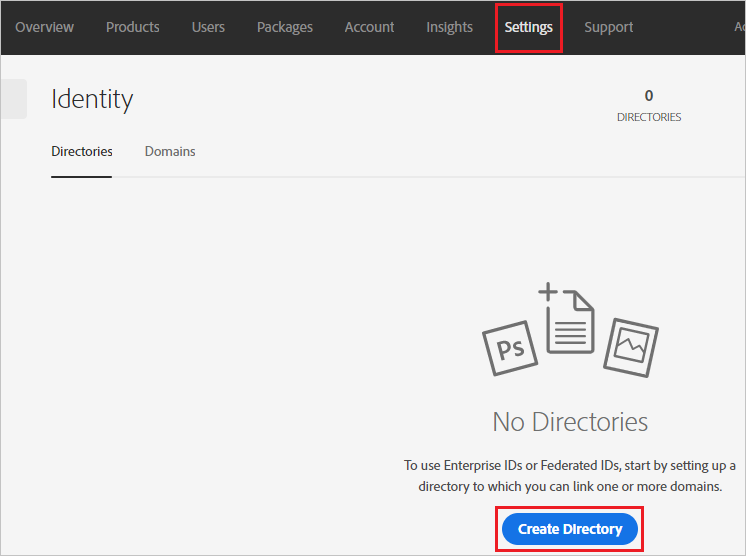 Overview Products Users Packages Account Insights Settings Support
Identity
0
DIRECTORIES
Directories Domains
Ps
No Directories
To use Enterprise IDs or Federated IDs, start by setting up a
directory to which you can link one or more domains.
Create Directory